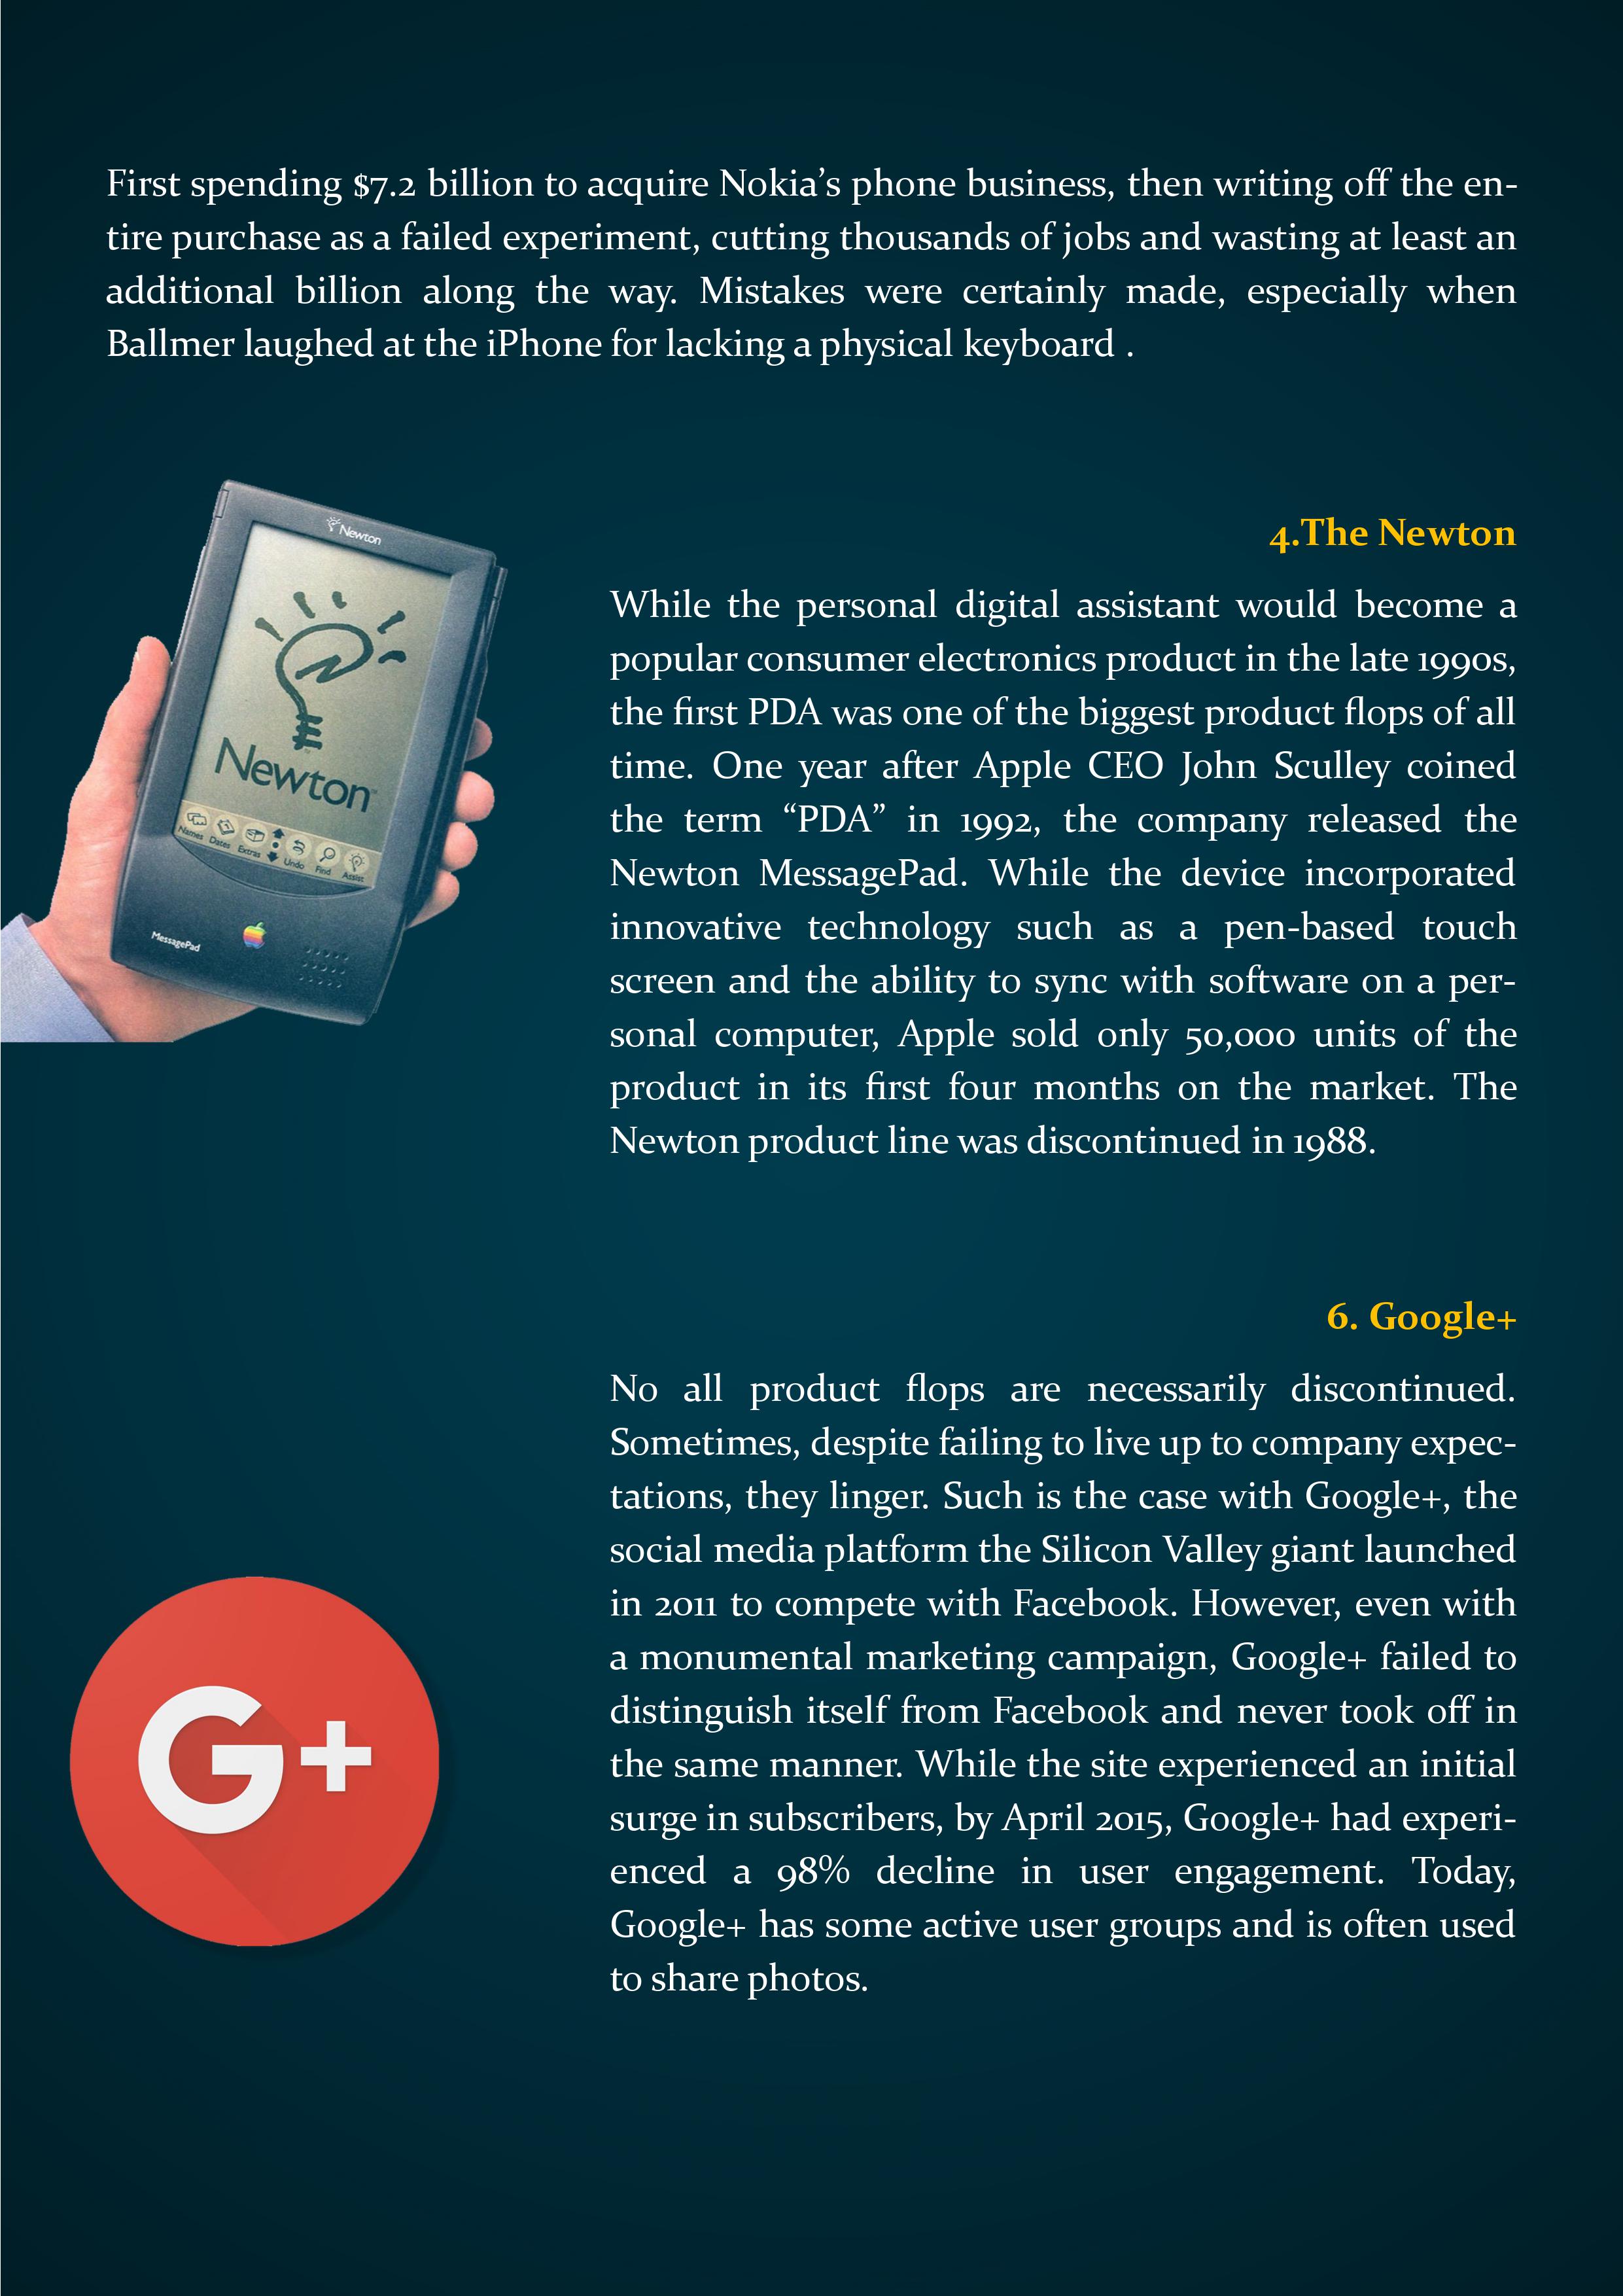 First spending $7.2 billion to acquire Nokia’s phone business, then writing off the en-
tire purchase as a failed experiment, cutting thousands of jobs and wasting at least an
additional billion along the way. Mistakes were certainly made, especially when
Ballmer laughed at the iPhone for lacking a physical keyboard .
Newton
Newton
Names Dates Extras Undo Find Assist
MessagePad
4.The Newton
While the personal digital assistant would become a
popular consumer electronics product in the late 1990s,
the first PDA was one of the biggest product flops of all
time. One year after Apple CEO John Sculley coined
the term “PDA” in 1992, the company released the
Newton MessagePad. While the device incorporated
innovative technology such as a pen-based touch
screen and the ability to sync with software on a per-
sonal computer, Apple sold only 50,000 units of the
product in its first four months on the market. The
Newton product line was discontinued in 1988.
6. Google+
No all product flops are necessarily discontinued.
Sometimes, despite failing to live up to company expec-
tations, they linger. Such is the case with Google+, the
social media platform the Silicon Valley giant launched
in 2011 to compete with Facebook. However, even with
a monumental marketing campaign, Google+ failed to
distinguish itself from Facebook and never took off in
the same manner. While the site experienced an initial
surge in subscribers, by April 2015, Google+ had experi-
enced a 98% decline in user engagement. Today,
Google+ has some active user groups and is often used
to share photos.
G+